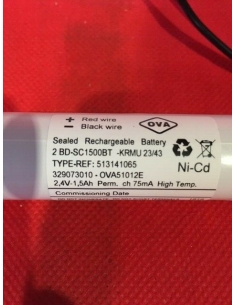 + Red wire
- Black wire
OVA
Sealed Rechargeable Battery
2 BD-SC1500BT -KRMU 23/43
TYPE-REF: 513141065
329073010 - OVA51012E
Ni-Cd
2,4V-1,5Ah Perm. ch 75mA High Temp.
Commissioning Date